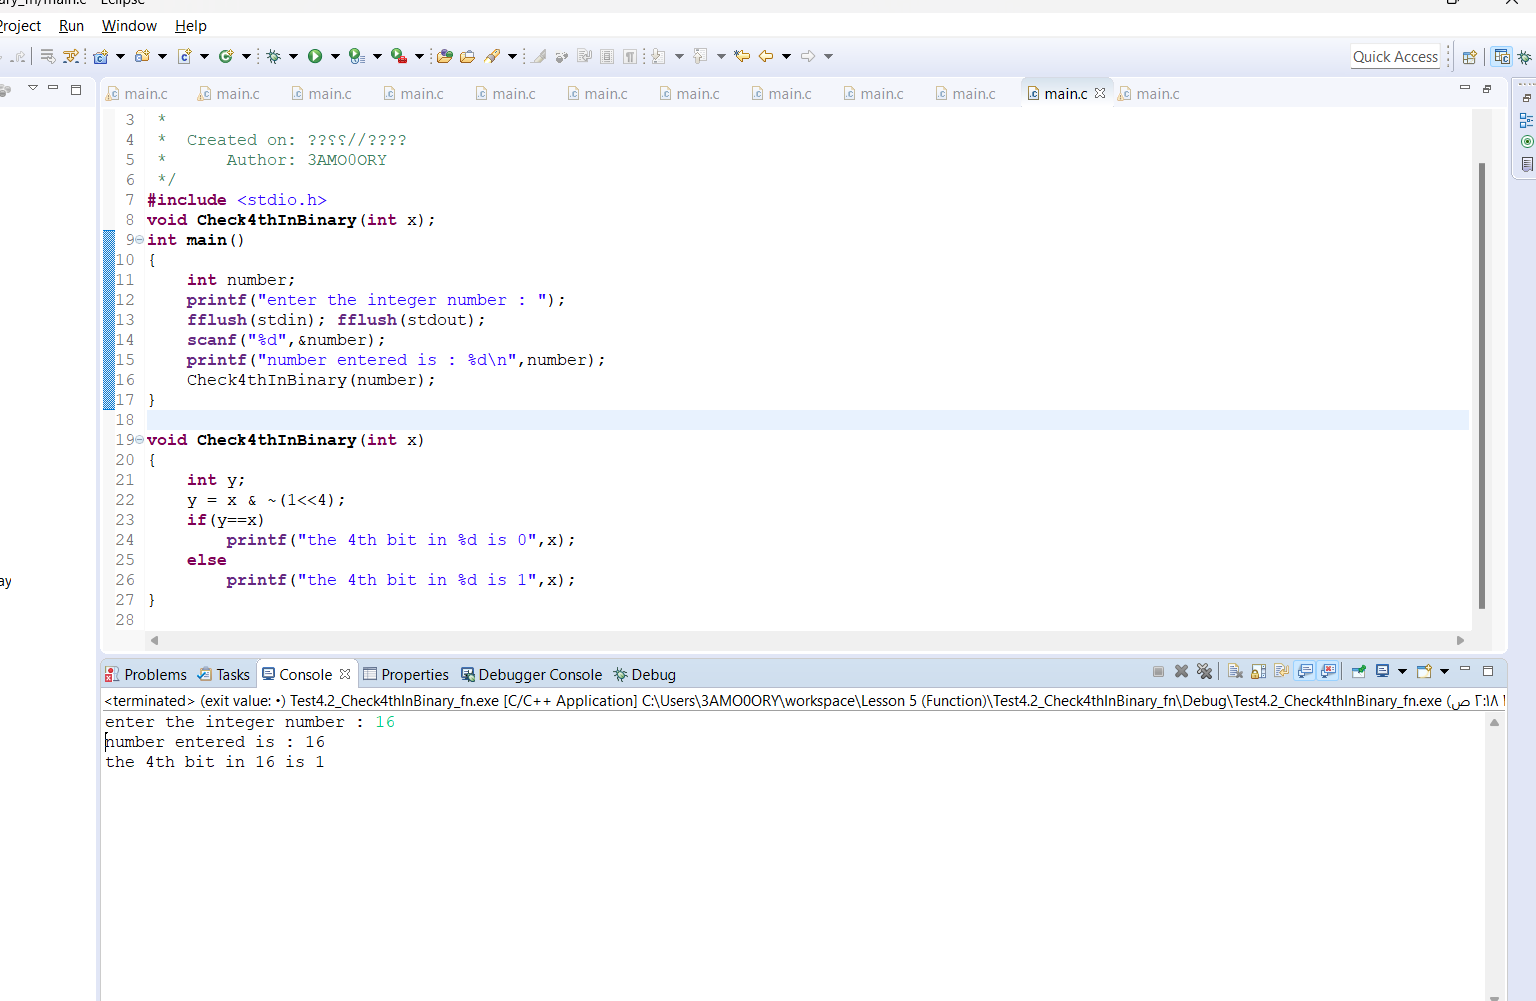 ary_fn/main.c - Eclipse
Project Run Window Help
Quick Access
main.c main.c main.c main.c main.c main.c main.c main.c main.c main.c main.c main.c
3 *
4 * Created on: ??؟؟//????
5 * Author: 3AMO0ORY
6 */
7 #include <stdio.h>
8 void Check4thInBinary(int x);
9 int main()
10 {
11 int number;
12 printf("enter the integer number : ");
13 fflush(stdin); fflush(stdout);
14 scanf("%d",&number);
15 printf("number entered is : %d\n",number);
16 Check4thInBinary(number);
17 }
18
19 void Check4thInBinary(int x)
20 {
21 int y;
22 y = x & ~(1<<4);
23 if(y==x)
24 printf("the 4th bit in %d is 0",x);
25 else
26 printf("the 4th bit in %d is 1",x);
27 }
28
ay
Problems Tasks Console Properties Debugger Console Debug
<terminated> (exit value: ٠) Test4.2_Check4thInBinary_fn.exe [C/C++ Application] C:\Users\3AMO0ORY\workspace\Lesson 5 (Function)\Test4.2_Check4thInBinary_fn\Debug\Test4.2_Check4thInBinary_fn.exe (ص ٢:١٨
enter the integer number : 16
number entered is : 16
the 4th bit in 16 is 1